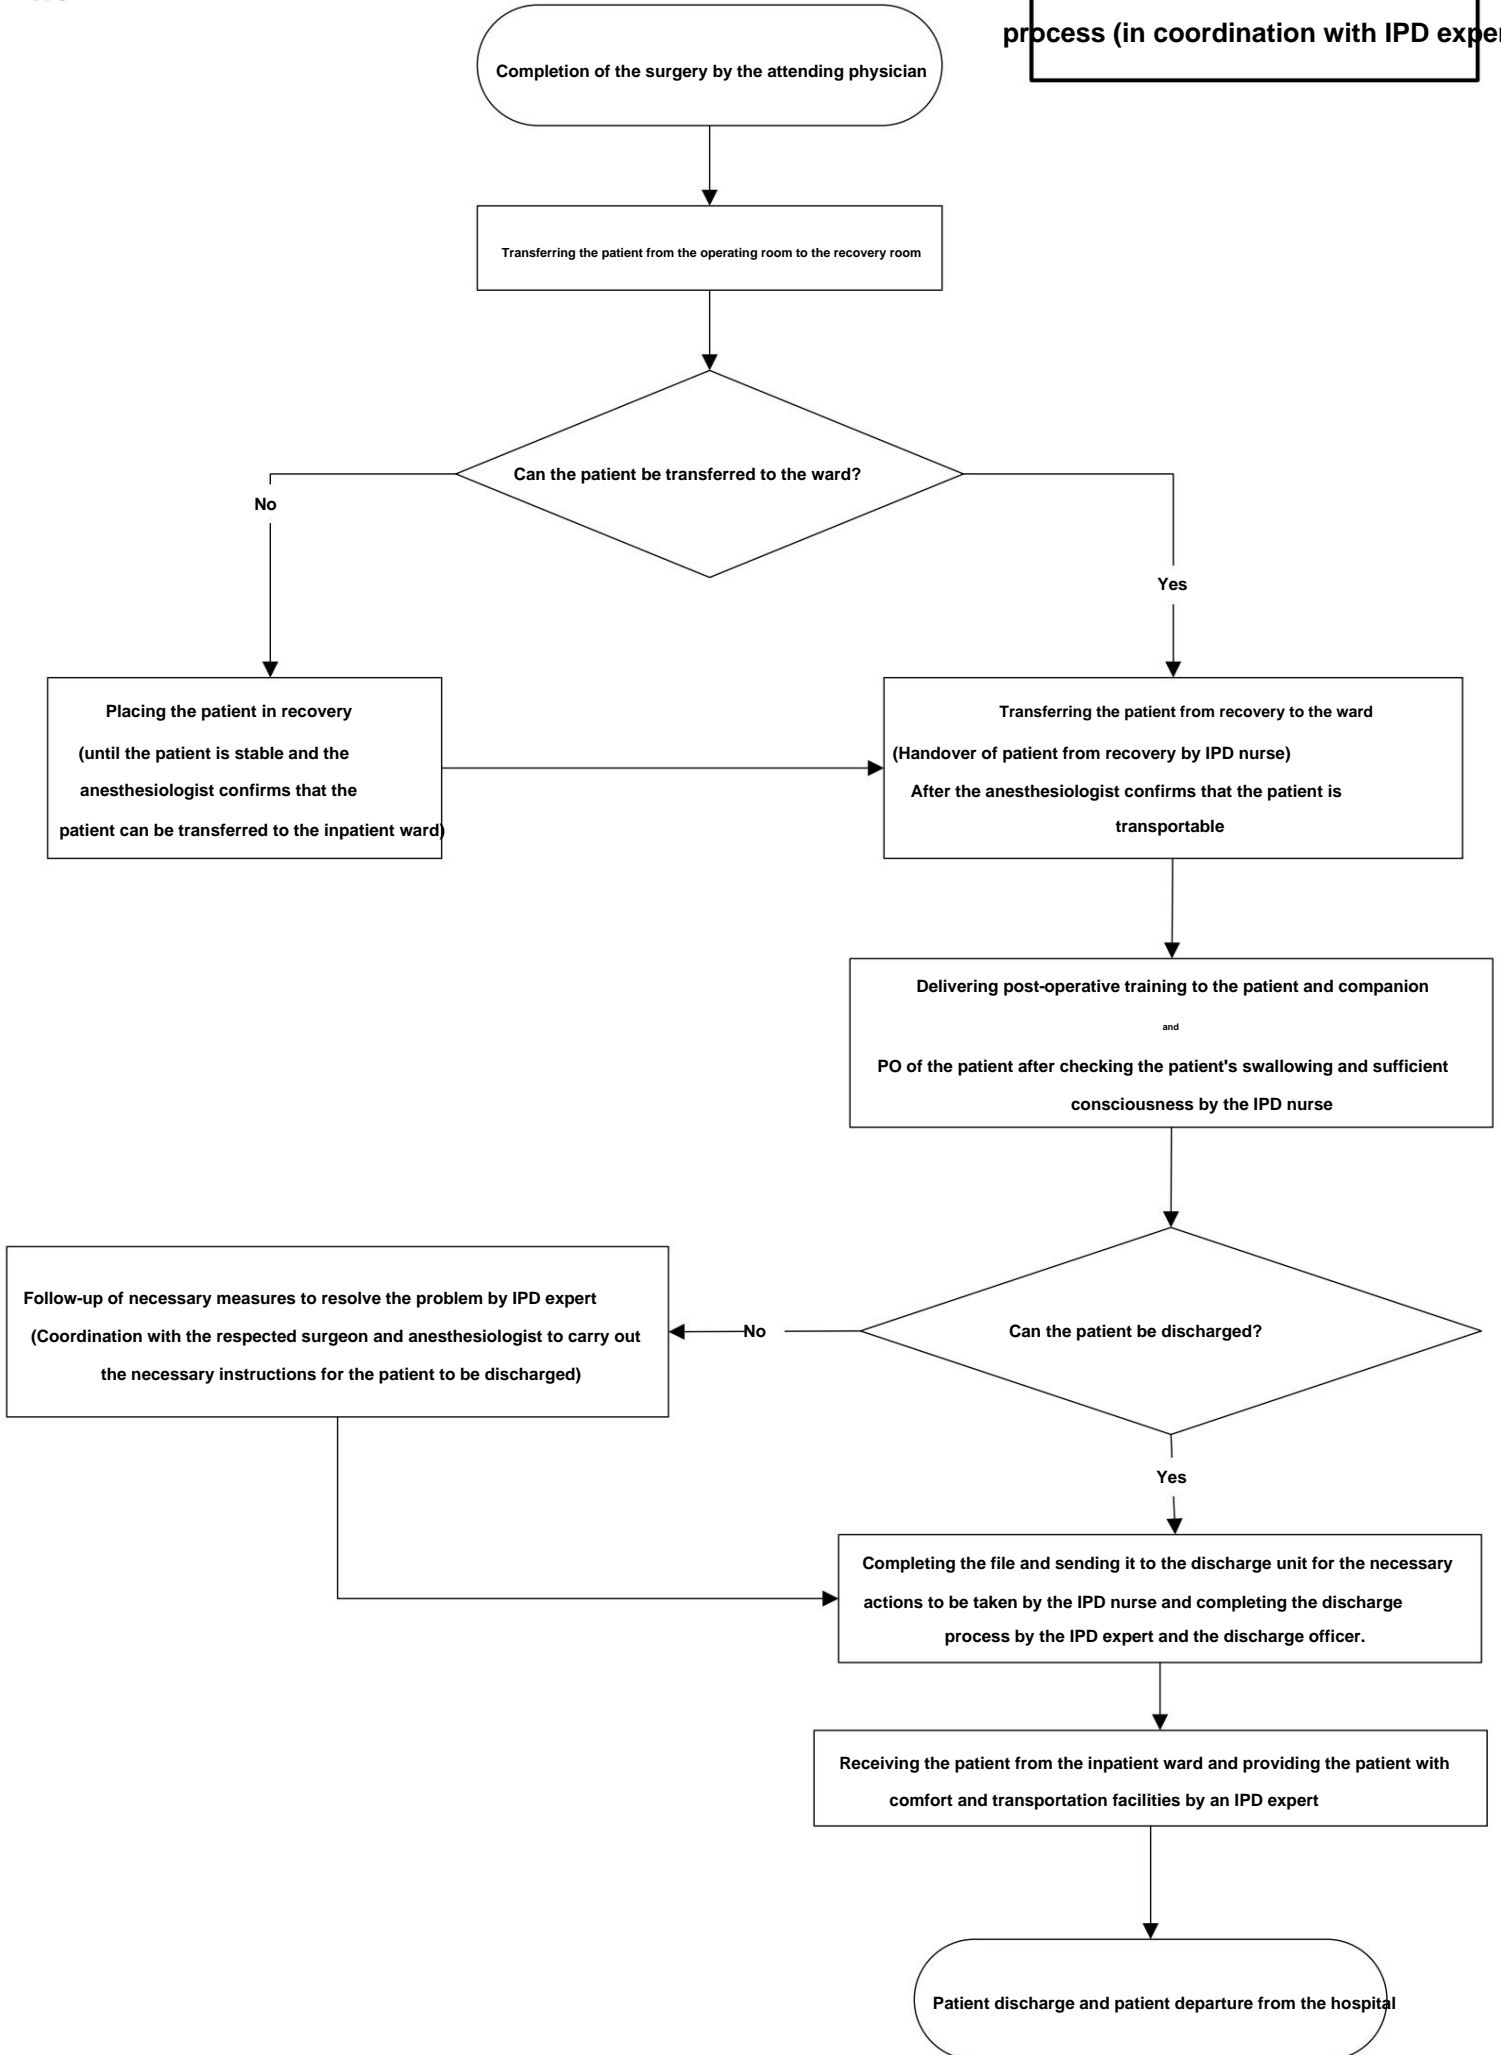 process (in coordination with IPD exper
Completion of the surgery by the attending physician
Transferring the patient from the operating room to the recovery room
Can the patient be transferred to the ward?
No
Yes
Placing the patient in recovery
(until the patient is stable and the
anesthesiologist confirms that the
patient can be transferred to the inpatient ward)
Transferring the patient from recovery to the ward
(Handover of patient from recovery by IPD nurse)
After the anesthesiologist confirms that the patient is
transportable
Delivering post-operative training to the patient and companion
and
PO of the patient after checking the patient's swallowing and sufficient
consciousness by the IPD nurse
Follow-up of necessary measures to resolve the problem by IPD expert
(Coordination with the respected surgeon and anesthesiologist to carry out
the necessary instructions for the patient to be discharged)
No
Can the patient be discharged?
Yes
Completing the file and sending it to the discharge unit for the necessary
actions to be taken by the IPD nurse and completing the discharge
process by the IPD expert and the discharge officer.
Receiving the patient from the inpatient ward and providing the patient with
comfort and transportation facilities by an IPD expert
Patient discharge and patient departure from the hospital